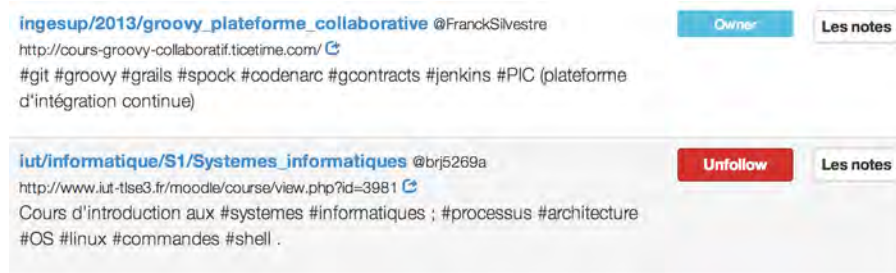 ingesup/2013/groovy_plateforme_collaborative @FranckSilvestre Owner Les notes
http://cours-groovy-collaboratif.ticetime.com/
#git #groovy #grails #spock #codenarc #gcontracts #jenkins #PIC (plateforme
d'intégration continue)
iut/informatique/S1/Systemes_informatiques @brj5269a Unfollow Les notes
http://www.iut-tlse3.fr/moodle/course/view.php?id=3981
Cours d'introduction aux #systemes #informatiques ; #processus #architecture
#OS #linux #commandes #shell .